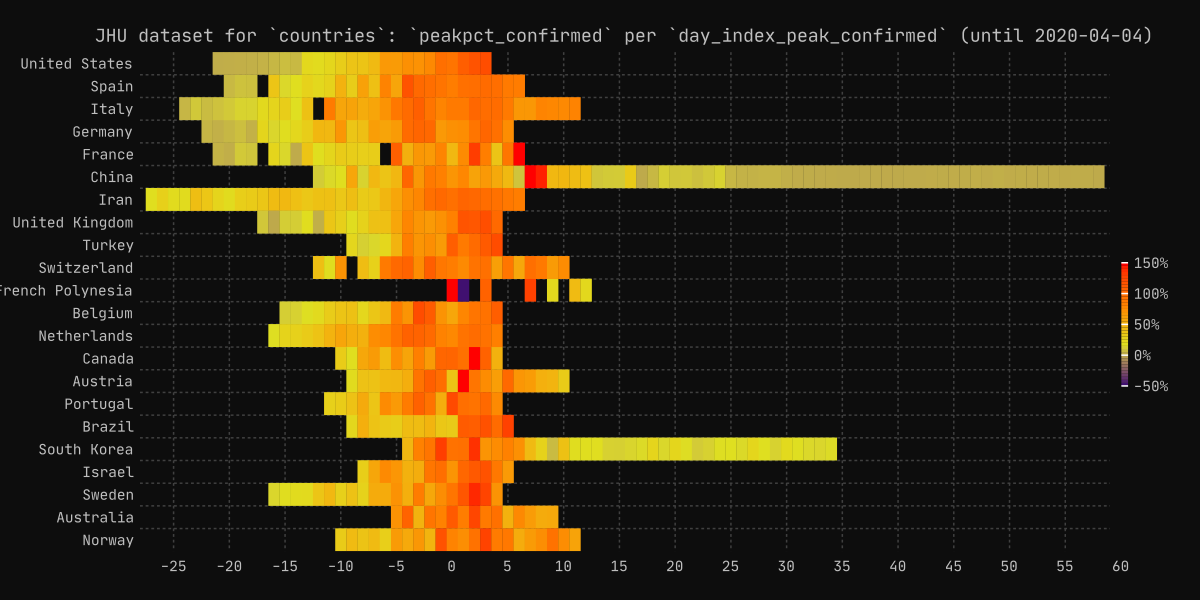 JHU dataset for `countries`: `peakpct_confirmed` per `day_index_peak_confirmed` (until 2020-04-04)
United States
Spain
Italy
Germany
France
China
Iran
United Kingdom
Turkey
Switzerland
French Polynesia
Belgium
Netherlands
Canada
Austria
Portugal
Brazil
South Korea
Israel
Sweden
Australia
Norway
150%
100%
50%
0%
-50%
-25 -20 -15 -10 -5 0 5 10 15 20 25 30 35 40 45 50 55 60